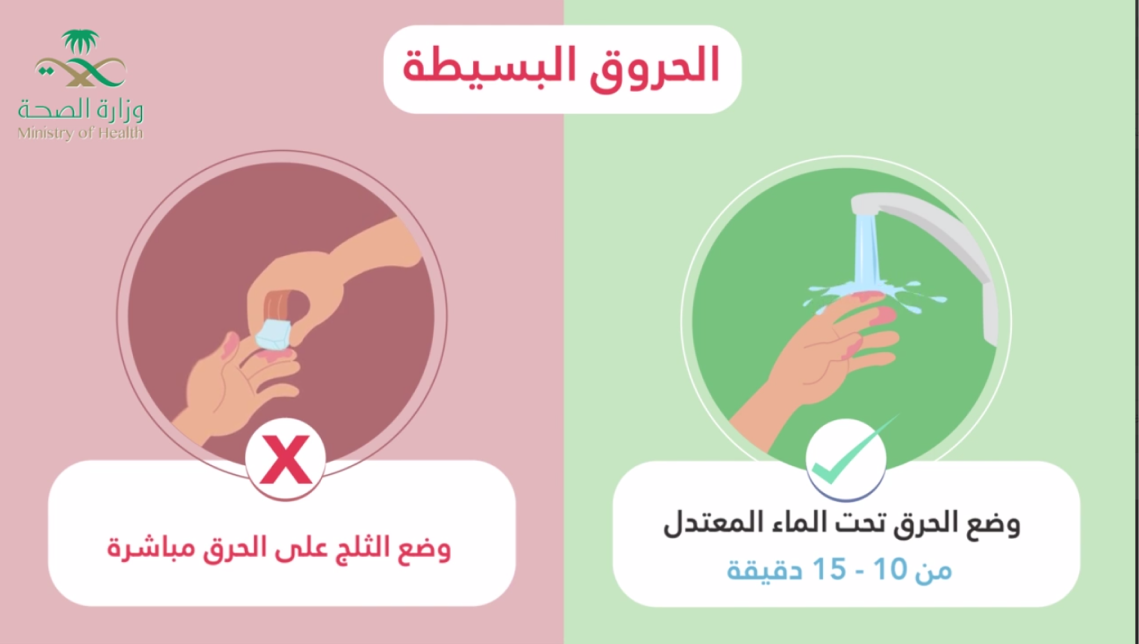 الحروق البسيطة
وزارة الصحة
Ministry of Health
وضع الحرق تحت الماء المعتدل
من 10 - 15 دقيقة
X
وضع الثلج على الحرق مباشرة